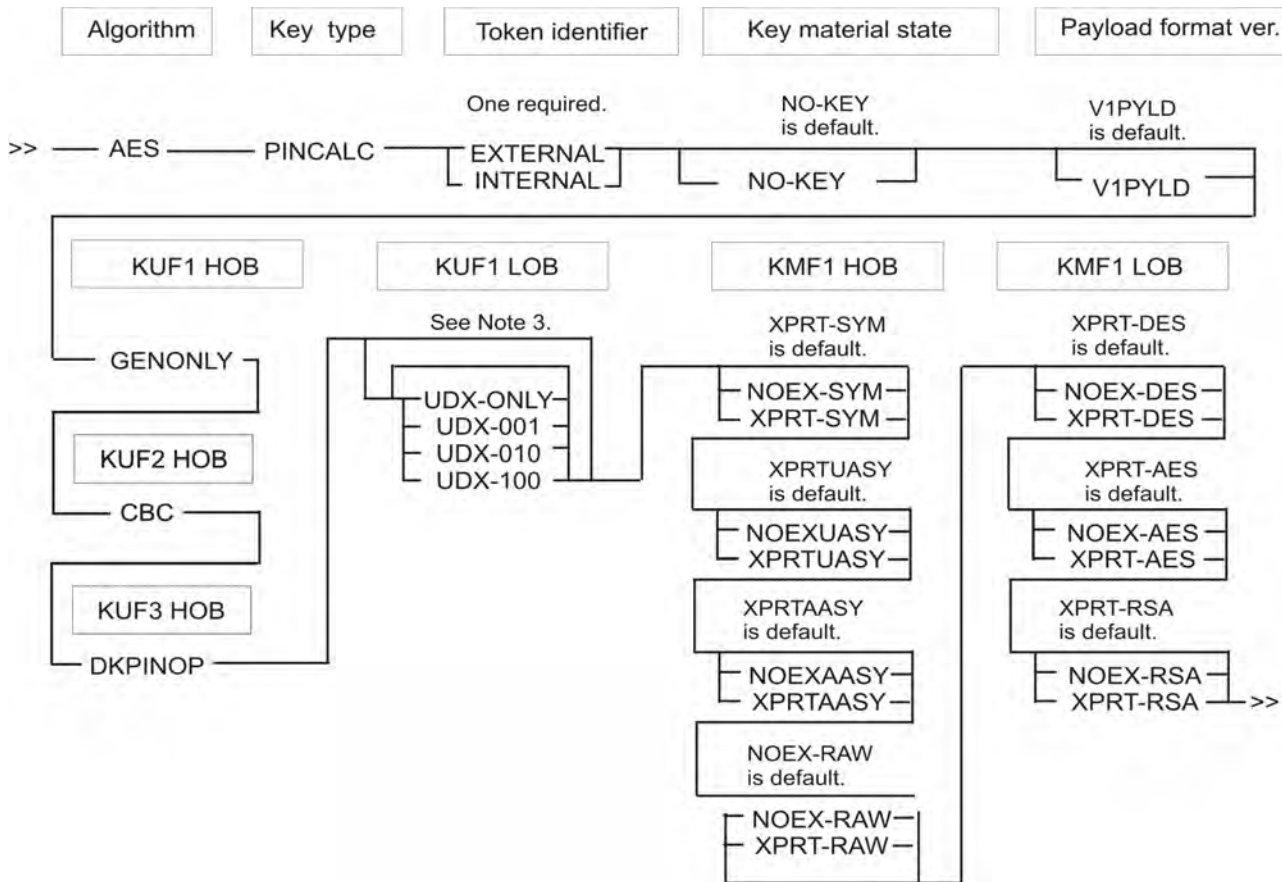 Algorithm
Key type
Token identifier
Key material state
Payload format ver.
One required.
NO-KEY
is default.
V1PYLD
is default.
>>
AES
PINCALC
EXTERNAL
INTERNAL
NO-KEY
V1PYLD
KUF1 HOB
KUF1 LOB
KMF1 HOB
KMF1 LOB
GENONLY
KUF2 HOB
CBC
KUF3 HOB
DKPINOP
See Note 3.
UDX-ONLY
UDX-001
UDX-010
UDX-100
XPRT-SYM
is default.
NOEX-SYM
XPRT-SYM
XPRTUASY
is default.
NOEXUASY
XPRTUASY
XPRTAASY
is default.
NOEXAASY
XPRTAASY
NOEX-RAW
is default.
NOEX-RAW
XPRT-RAW
XPRT-DES
is default.
NOEX-DES
XPRT-DES
XPRT-AES
is default.
NOEX-AES
XPRT-AES
XPRT-RSA
is default.
NOEX-RSA
XPRT-RSA
>>